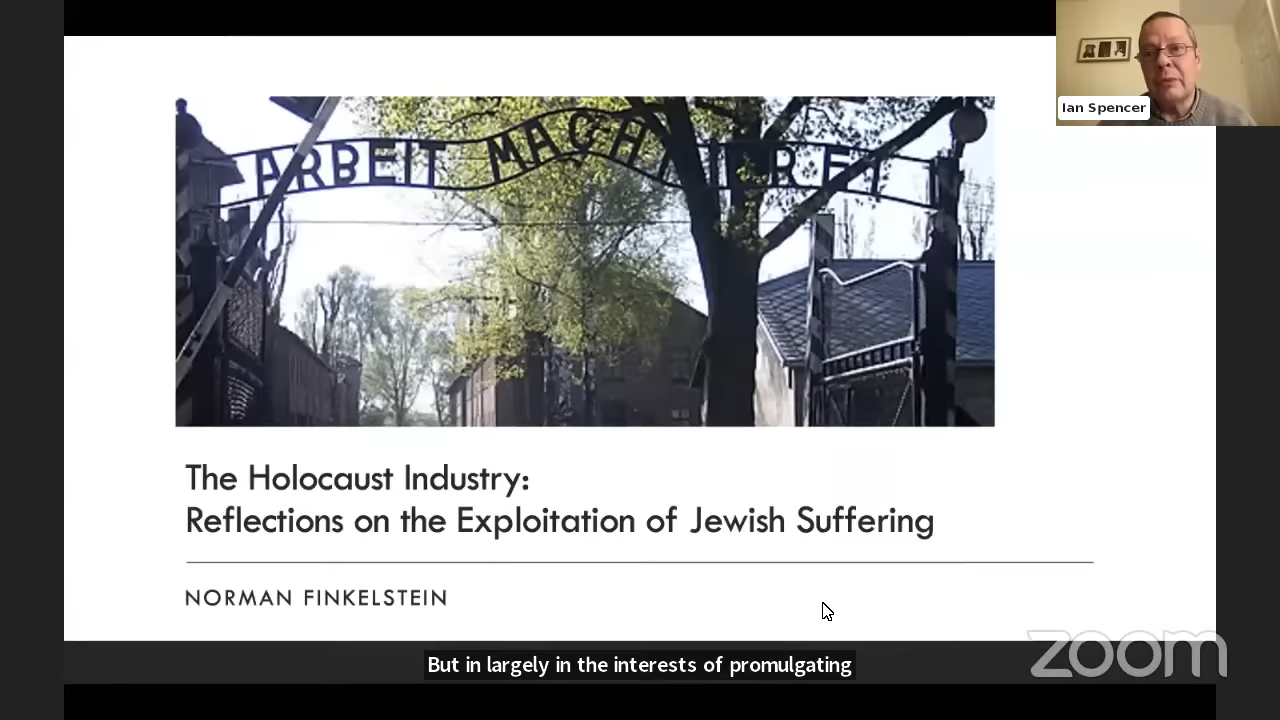 Ian Spencer
ARBEIT MACHT FREI
The Holocaust Industry:
Reflections on the Exploitation of Jewish Suffering
NORMAN FINKELSTEIN
But in largely in the interests of promulgating
zoom